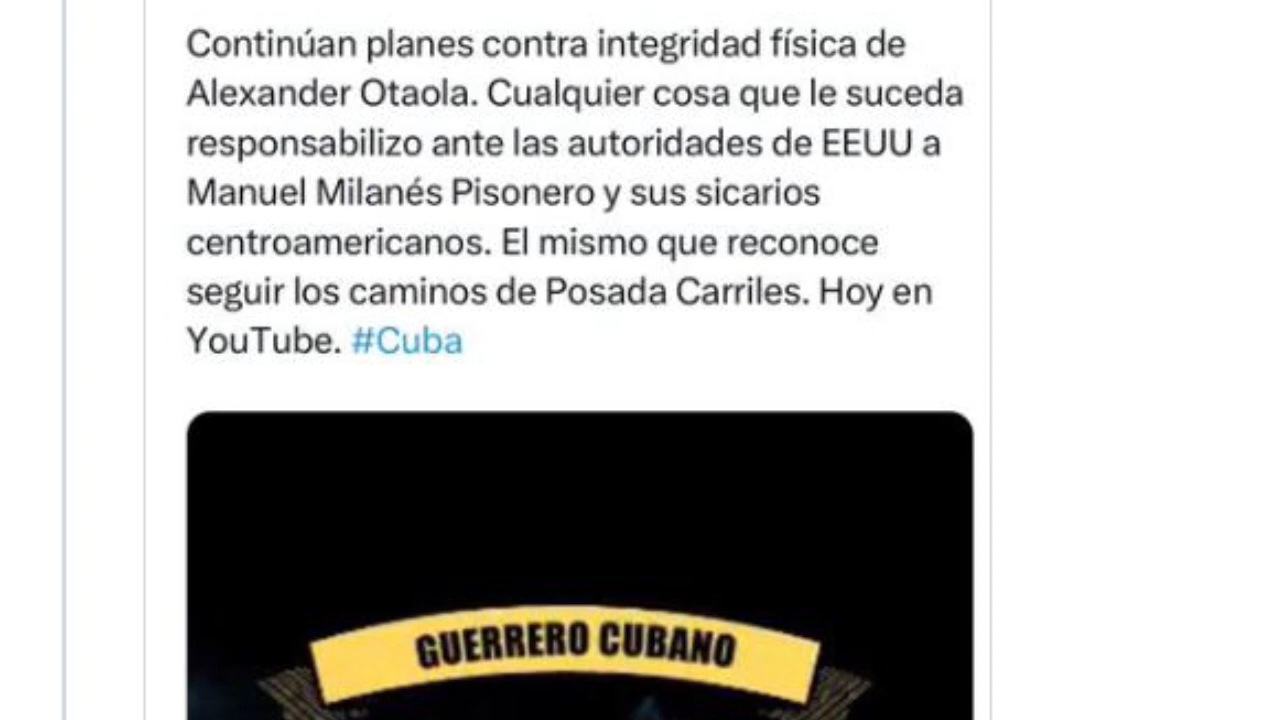 Continúan planes contra integridad física de
Alexander Otaola. Cualquier cosa que le suceda
responsabilizo ante las autoridades de EEUU a
Manuel Milanés Pisonero y sus sicarios
centroamericanos. El mismo que reconoce
seguir los caminos de Posada Carriles. Hoy en
YouTube. #Cuba
GUERRERO CUBANO